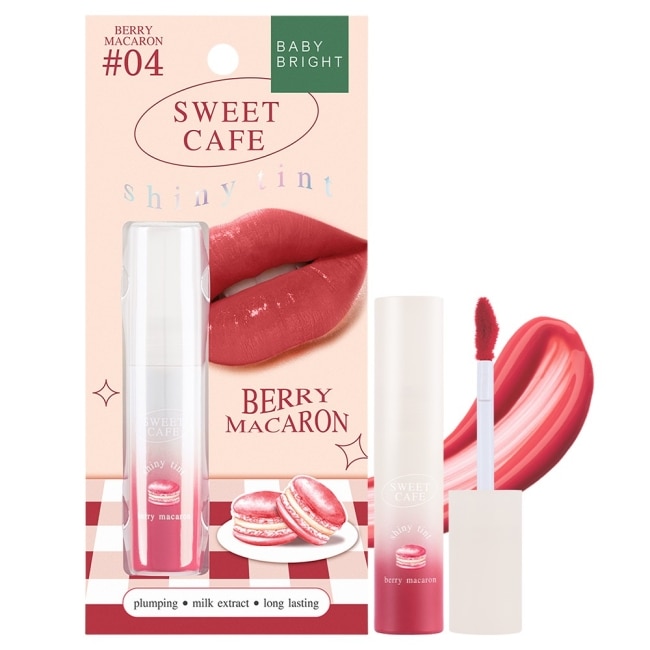 BERRY
MACARON
#04
BABY
BRIGHT
SWEET
CAFE
shiny tint
BERRY
MACARON
SWEET
CAFE
shiny tint
berry macaron
plumping • milk extract • long lasting
SWEET
CAFE
shiny tint
berry macaron